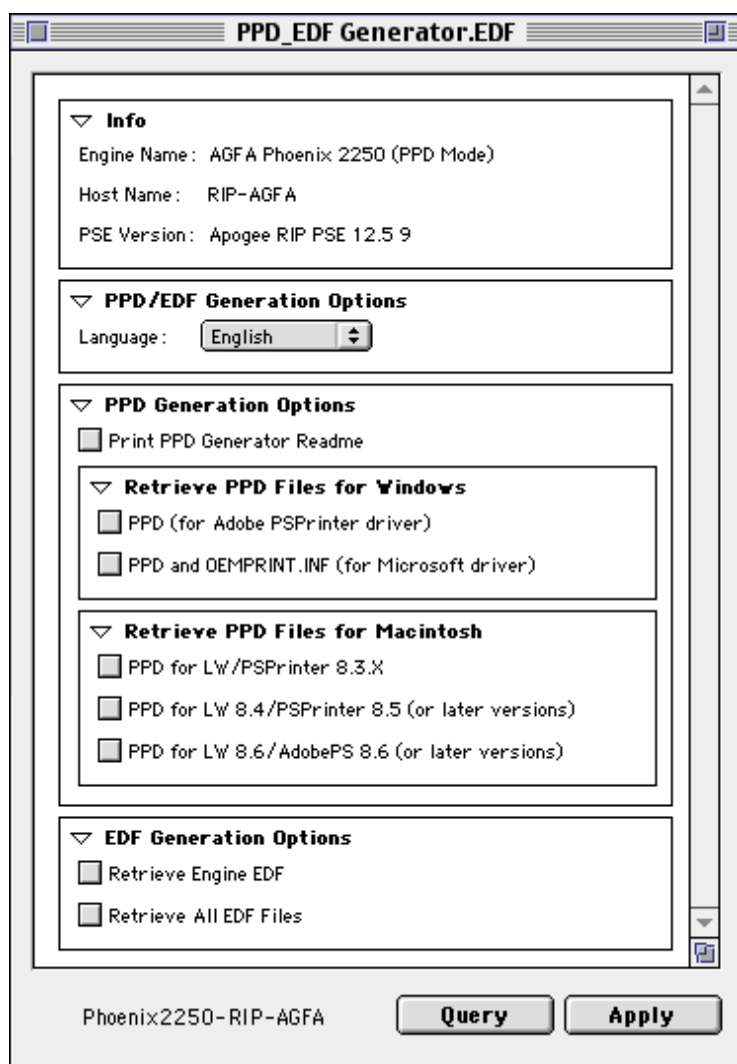 PPD_EDF Generator.EDF
Info
Engine Name: AGFA Phoenix 2250 (PPD Mode)
Host Name: RIP-AGFA
PSE Version: Apogee RIP PSE 12.5 9
PPD/EDF Generation Options
Language: English
PPD Generation Options
Print PPD Generator Readme
Retrieve PPD Files for Windows
PPD (for Adobe PSPrinter driver)
PPD and OEMPRINT.INF (for Microsoft driver)
Retrieve PPD Files for Macintosh
PPD for LW/PSPrinter 8.3.X
PPD for LW 8.4/PSPrinter 8.5 (or later versions)
PPD for LW 8.6/AdobePS 8.6 (or later versions)
EDF Generation Options
Retrieve Engine EDF
Retrieve All EDF Files
Phoenix2250-RIP-AGFA Query Apply